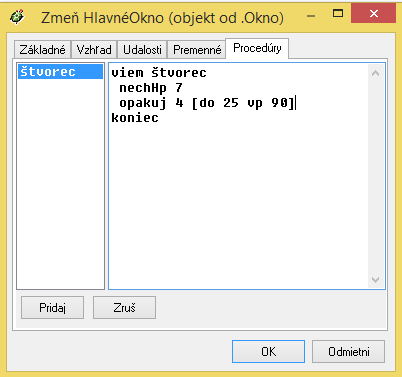 Zmeň HlavnéOkno (objekt od .Okno)
Základné Vzhľad Udalosti Premenné Procedúry
štvorec
viem štvorec
nechHp 7
opakuj 4 [do 25 vp 90]
koniec
Pridaj Zruš
OK Odmietni